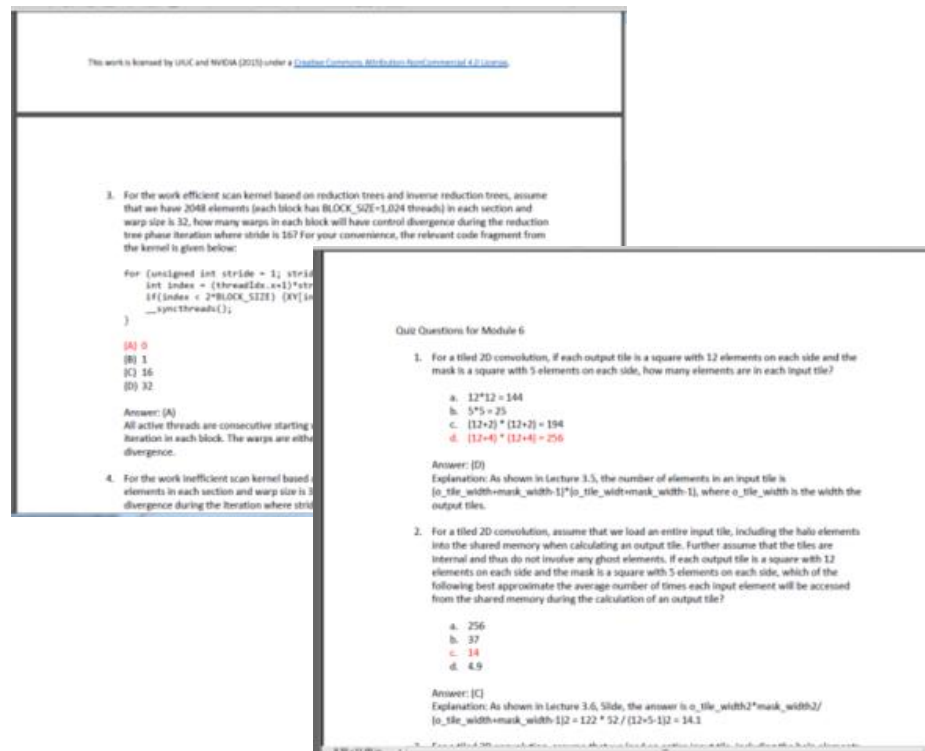 This work is licensed by UIUC and NVIDIA (2015) under a Creative Commons Attribution-NonCommercial 4.0 License.
3. For the work efficient scan kernel based on reduction trees and inverse reduction trees, assume
that we have 2048 elements (each block has BLOCK_SIZE=1,024 threads) in each section and
warp size is 32, how many warps in each block will have control divergence during the reduction
tree phase iteration where stride is 16? For your convenience, the relevant code fragment from
the kernel is given below:
for (unsigned int stride = 1; strid
int index = (threadIdx.x+1)*str
if(index < 2*BLOCK_SIZE) {XY[in
__syncthreads();
}
(A) 0
(B) 1
(C) 16
(D) 32
Answer: (A)
All active threads are consecutive starting
iteration in each block. The warps are eithe
divergence.
4. For the work inefficient scan kernel based
elements in each section and warp size is 3
divergence during the iteration where strid
Quiz Questions for Module 6
1. For a tiled 2D convolution, if each output tile is a square with 12 elements on each side and the
mask is a square with 5 elements on each side, how many elements are in each input tile?
a. 12*12 = 144
b. 5*5 = 25
c. (12+2) * (12+2) = 194
d. (12+4) * (12+4) = 256
Answer: (D)
Explanation: As shown in Lecture 3.5, the number of elements in an input tile is
(o_tile_width+mask_width-1)*(o_tile_widt+mask_width-1), where o_tile_width is the width the
output tiles.
2. For a tiled 2D convolution, assume that we load an entire input tile, including the halo elements
into the shared memory when calculating an output tile. Further assume that the tiles are
internal and thus do not involve any ghost elements. If each output tile is a square with 12
elements on each side and the mask is a square with 5 elements on each side, which of the
following best approximate the average number of times each input element will be accessed
from the shared memory during the calculation of an output tile?
a. 256
b. 37
c. 14
d. 4.9
Answer: (C)
Explanation: As shown in Lecture 3.6, Slide, the answer is o_tile_width2*mask_width2/
(o_tile_width+mask_width-1)2 = 122 * 52 / (12+5-1)2 = 14.1